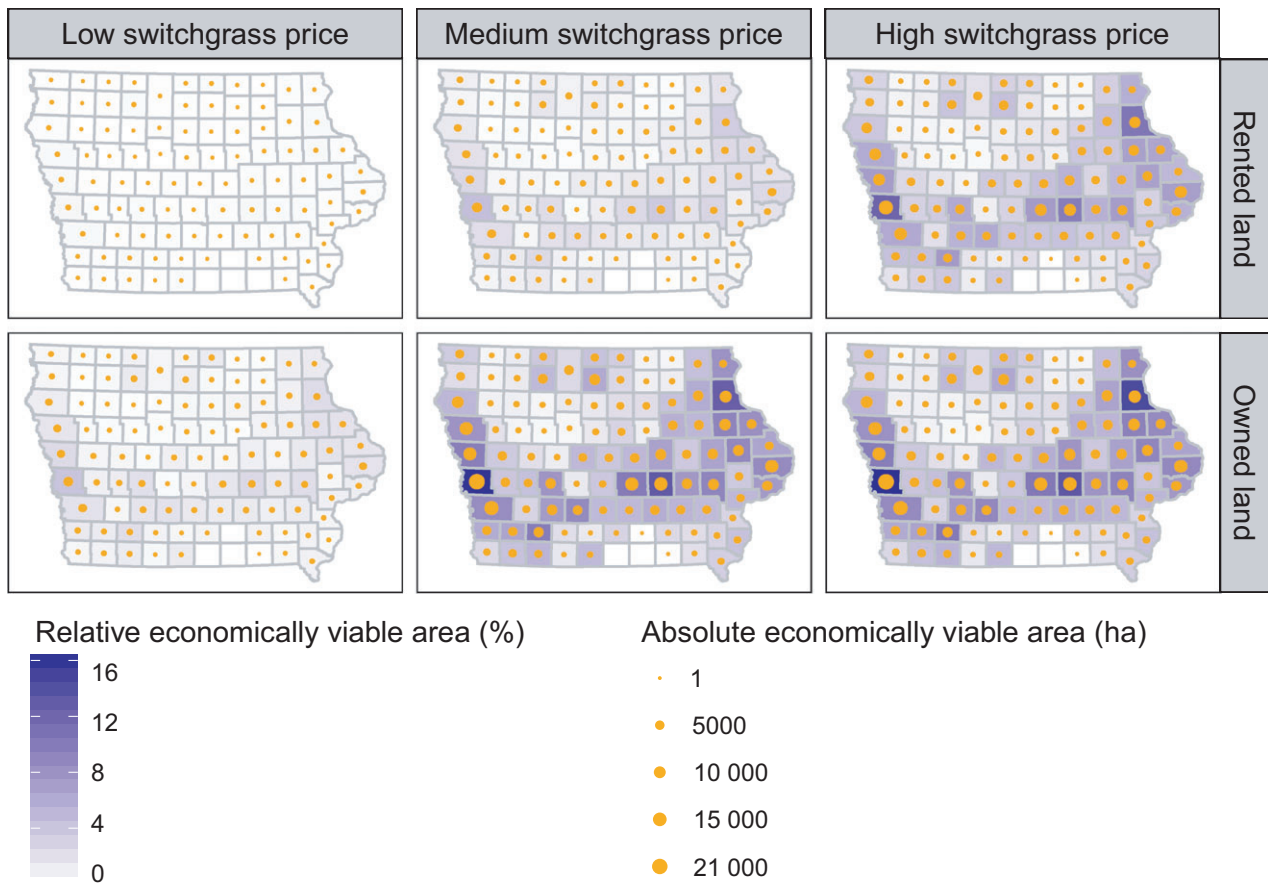 Low switchgrass price
Medium switchgrass price
High switchgrass price
Rented land
Owned land
Relative economically viable area (%)
16
12
8
4
0
Absolute economically viable area (ha)
1
5000
10 000
15 000
21 000